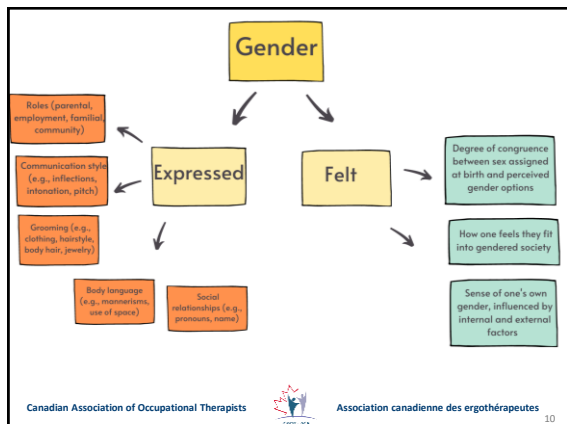 Gender
Expressed
Felt
Roles (parental,
employment, familial,
community)
Communication style
(e.g., inflections,
intonation, pitch)
Grooming (e.g.,
clothing, hairstyle,
body hair, jewelry)
Body language
(e.g., mannerisms,
use of space)
Social
relationships (e.g.,
pronouns, name)
Degree of congruence
between sex assigned
at birth and perceived
gender options
How one feels they fit
into gendered society
Sense of one's own
gender, influenced by
internal and external
factors
Canadian Association of Occupational Therapists
Association canadienne des ergothérapeutes
10